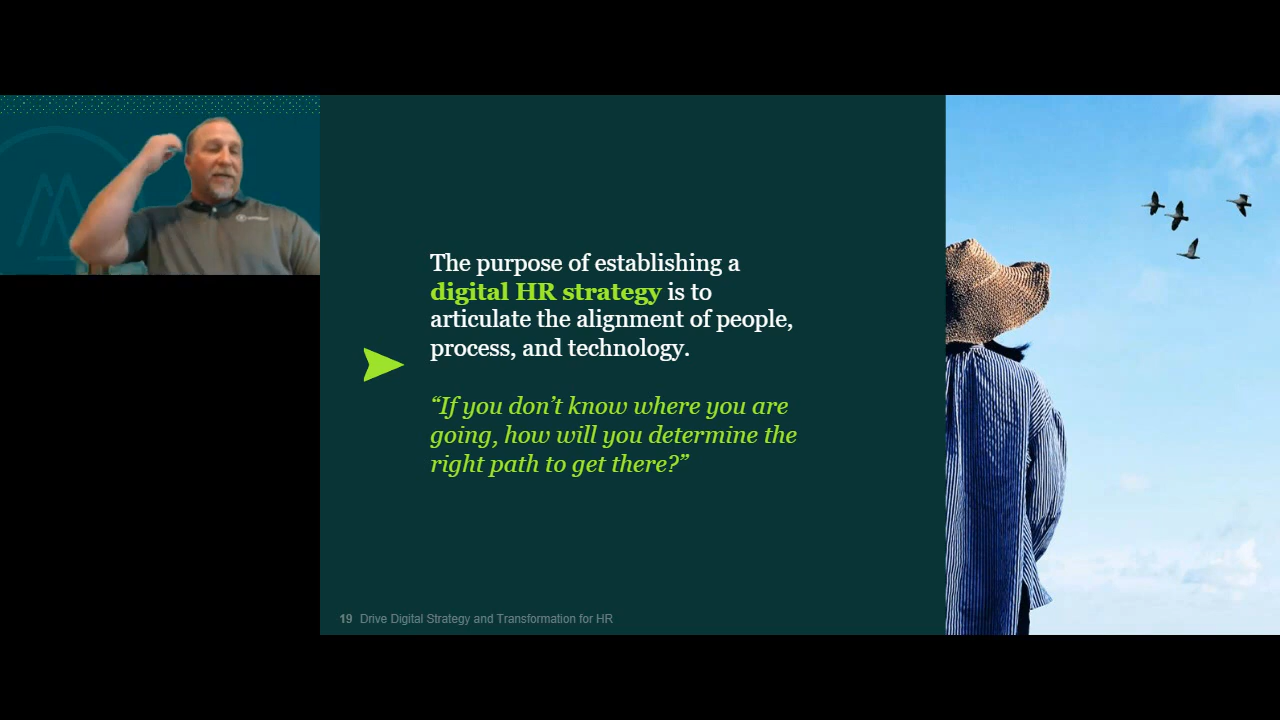 The purpose of establishing a
digital HR strategy is to
articulate the alignment of people,
process, and technology.
“If you don’t know where you are
going, how will you determine the
right path to get there?”
19 Drive Digital Strategy and Transformation for HR